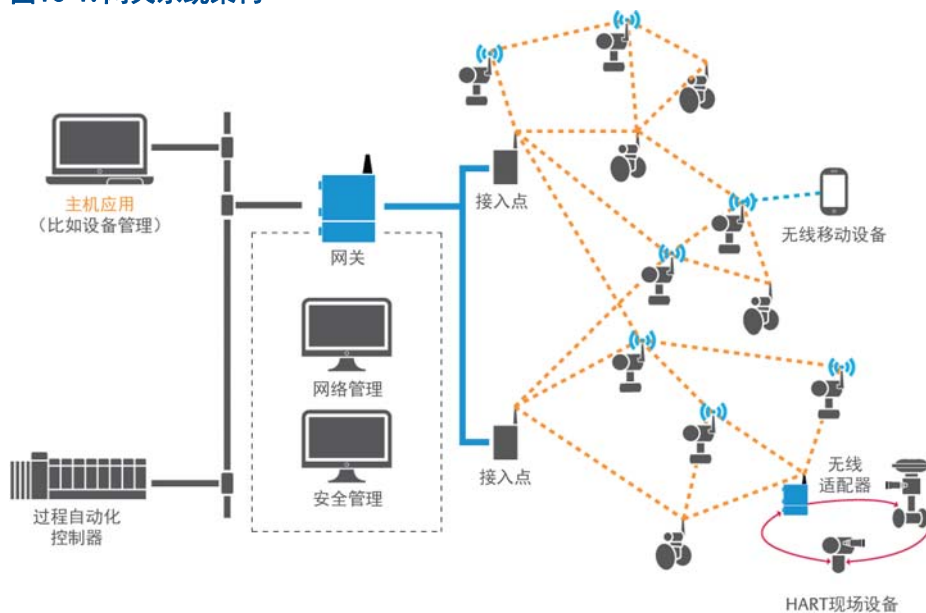 主机应用
（比如设备管理）
网关
接入点
无线移动设备
网络管理
安全管理
接入点
无线
适配器
过程自动化
控制器
HART现场设备